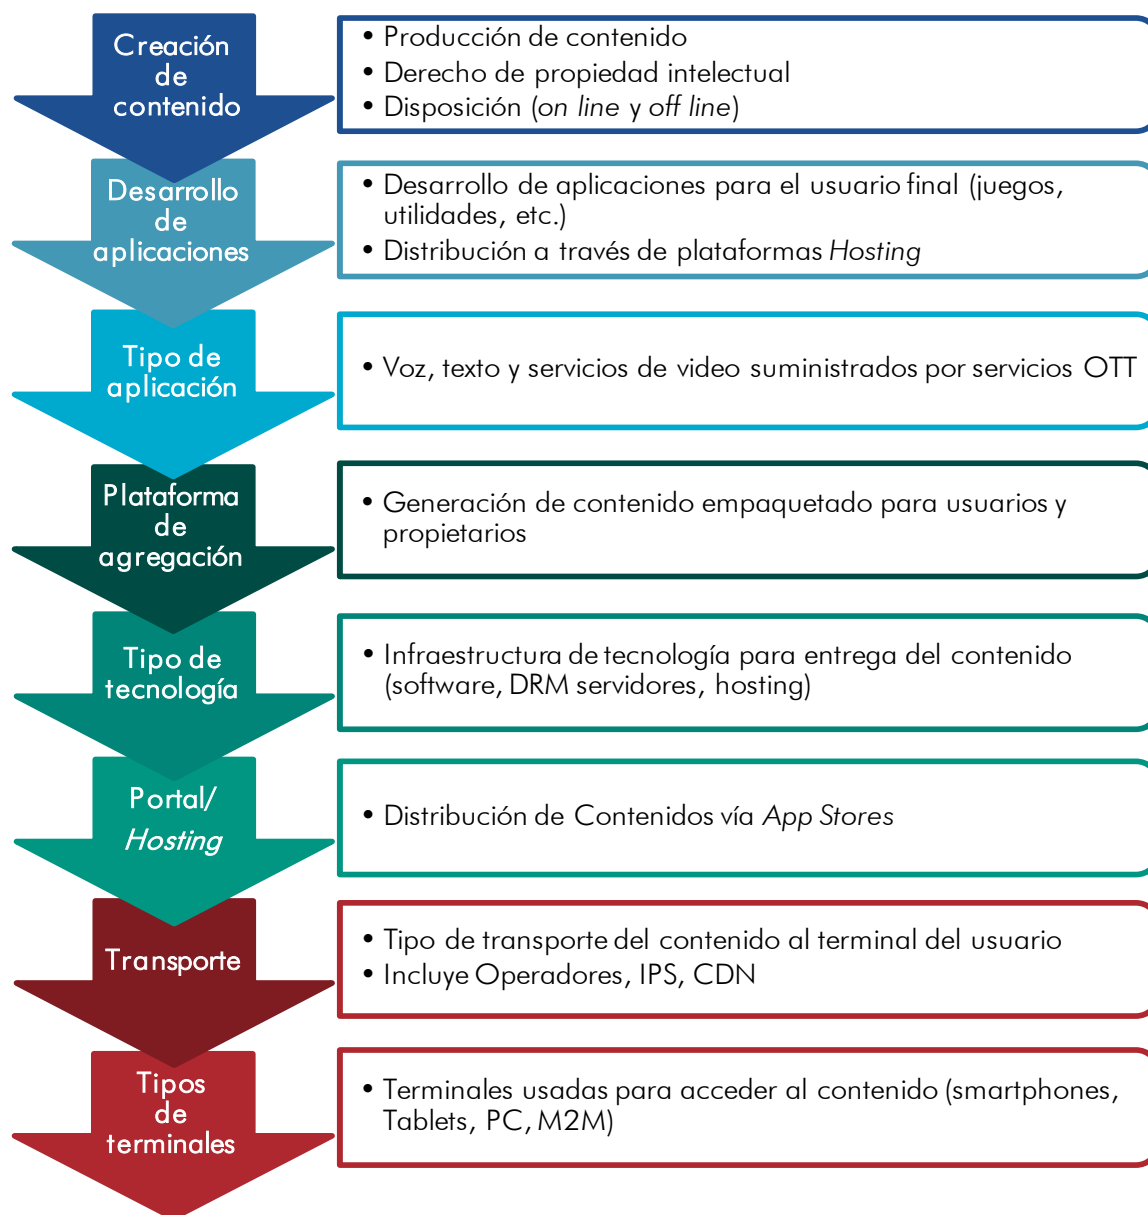 Creación
de
contenido
• Producción de contenido
• Derecho de propiedad intelectual
• Disposición (on line y off line)
Desarrollo
de
aplicaciones
• Desarrollo de aplicaciones para el usuario final (juegos,
utilidades, etc.)
• Distribución a través de plataformas Hosting
Tipo de
aplicación
• Voz, texto y servicios de video suministrados por servicios OTT
Plataforma
de
agregación
• Generación de contenido empaquetado para usuarios y
propietarios
Tipo de
tecnología
• Infraestructura de tecnología para entrega del contenido
(software, DRM servidores, hosting)
Portal/
Hosting
• Distribución de Contenidos vía App Stores
Transporte
• Tipo de transporte del contenido al terminal del usuario
• Incluye Operadores, IPS, CDN
Tipos
de
terminales
• Terminales usadas para acceder al contenido (smartphones,
Tablets, PC, M2M)